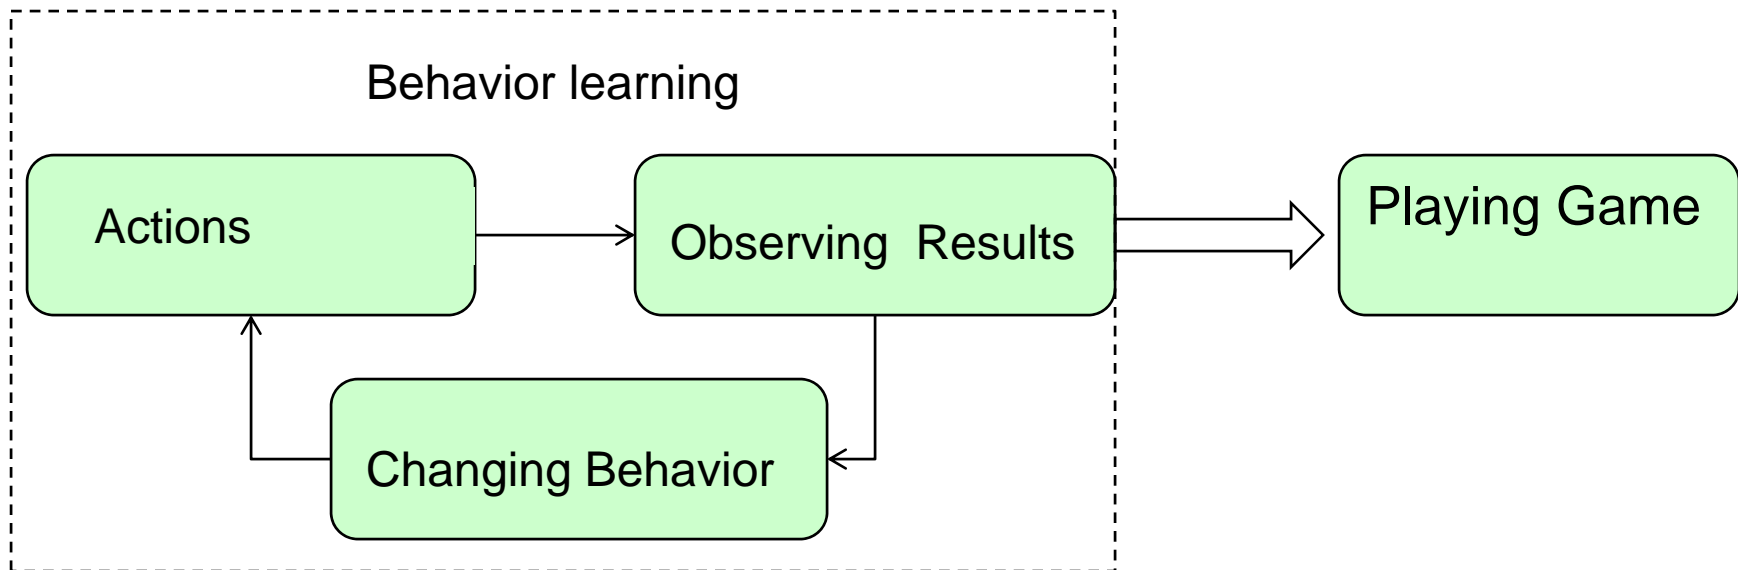 Behavior learning
Actions
Observing  Results
Playing Game
Changing Behavior